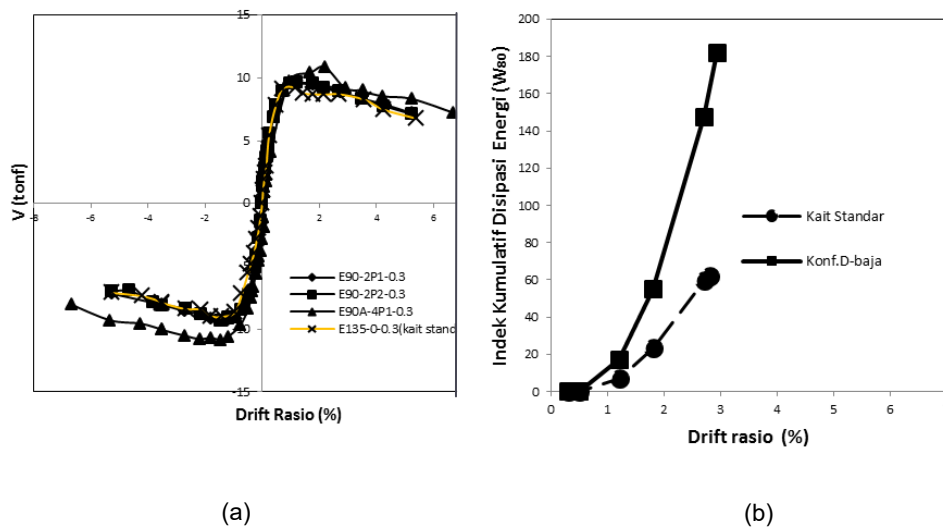 15
10
5
0
-8
-6
-4
-2
0
2
4
6
-5
-10
-15
V (tonf)
Drift Rasio (%)
E90-2P1-0.3
E90-2P2-0.3
E90A-4P1-0.3
E135-0-0.3(kait stand
(a)
200
180
160
140
120
100
80
60
40
20
0
0
1
2
3
4
5
6
Indek Kumulatif Disipasi Energi (W80)
Kait Standar
Konf.D-baja
Drift rasio (%)
(b)